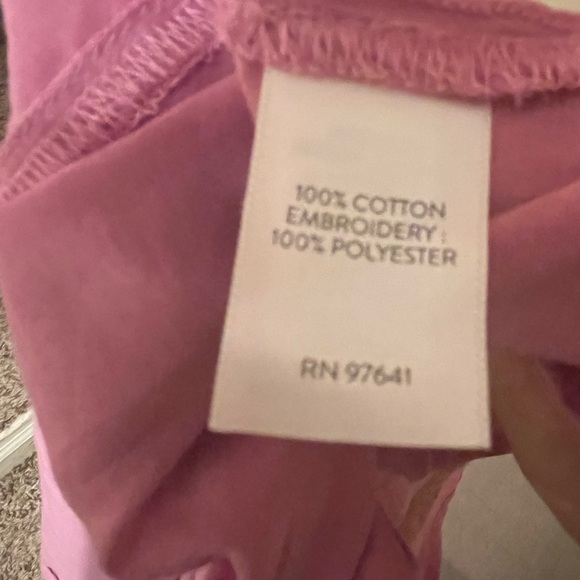 100% COTTON
EMBROIDERY:
100% POLYESTER
RN 97641